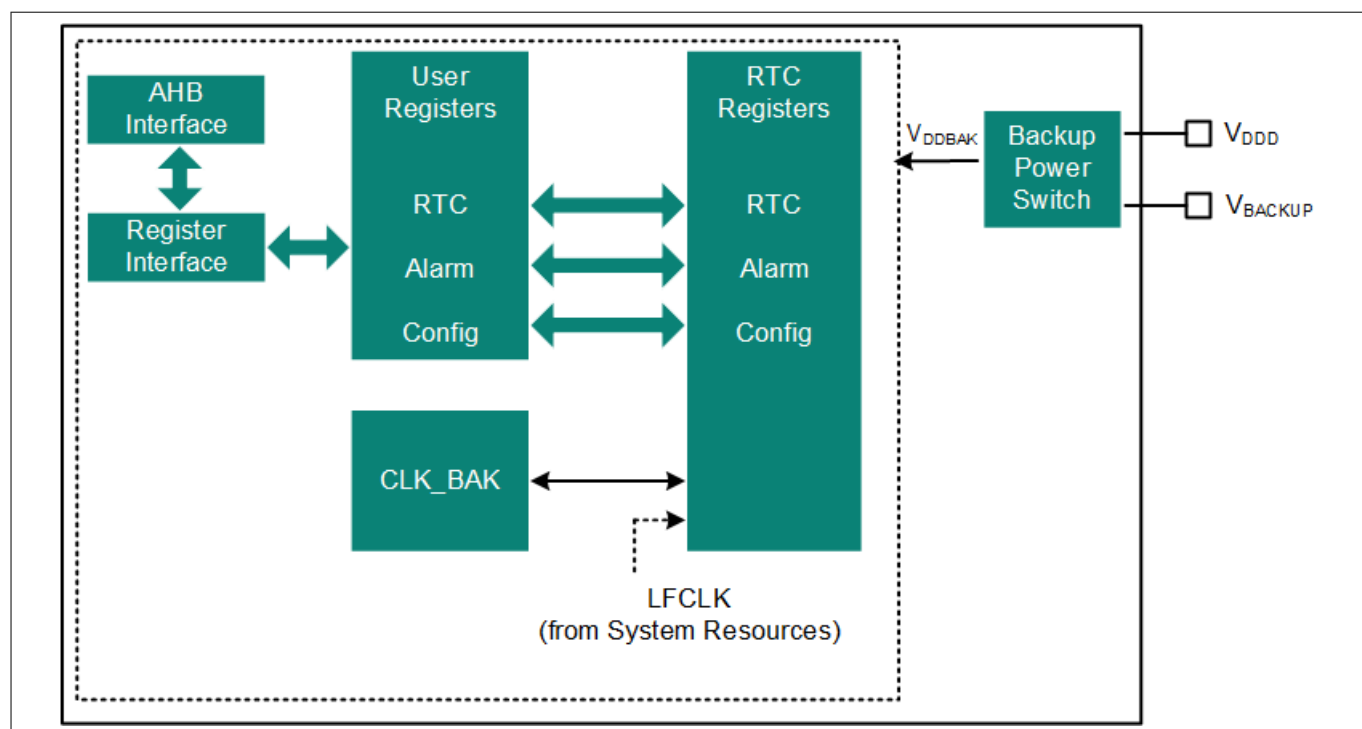 AHB
Interface
Register
Interface
User
Registers
RTC
Alarm
Config
CLK_BAK
RTC
Registers
RTC
Alarm
Config
LFCLK
(from System Resources)
VDDBAK
Backup
Power
Switch
VDDD
VBACKUP